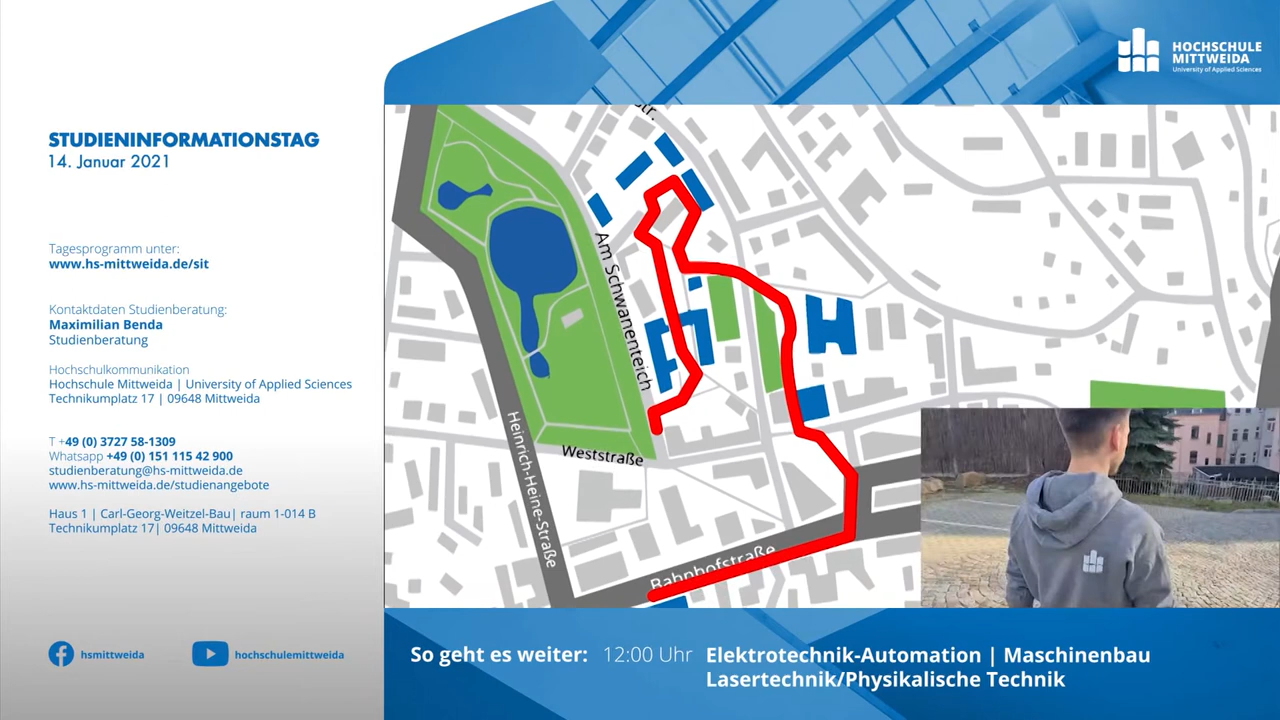 STUDIENINFORMATIONSTAG
14. Januar 2021
Tagesprogramm unter:
www.hs-mittweida.de/sit
Kontaktdaten Studienberatung:
Maximilian Benda
Studienberatung
Hochschulkommunikation
Hochschule Mittweida | University of Applied Sciences
Technikumplatz 17 | 09648 Mittweida
T +49 (0) 3727 58-1309
Whatsapp +49 (0) 151 115 42 900
studienberatung@hs-mittweida.de
www.hs-mittweida.de/studienangebote
Haus 1 | Carl-Georg-Weitzel-Bau| raum 1-014 B
Technikumplatz 17| 09648 Mittweida
hsmittweida
hochschulemittweida
HOCHSCHULE
MITTWEIDA
University of Applied Sciences
str.
Am Schwanenteich
Weststraße
Heinrich-Heine-Straße
Bahnhofstraße
So geht es weiter: 12:00 Uhr Elektrotechnik-Automation | Maschinenbau
Lasertechnik/Physikalische Technik